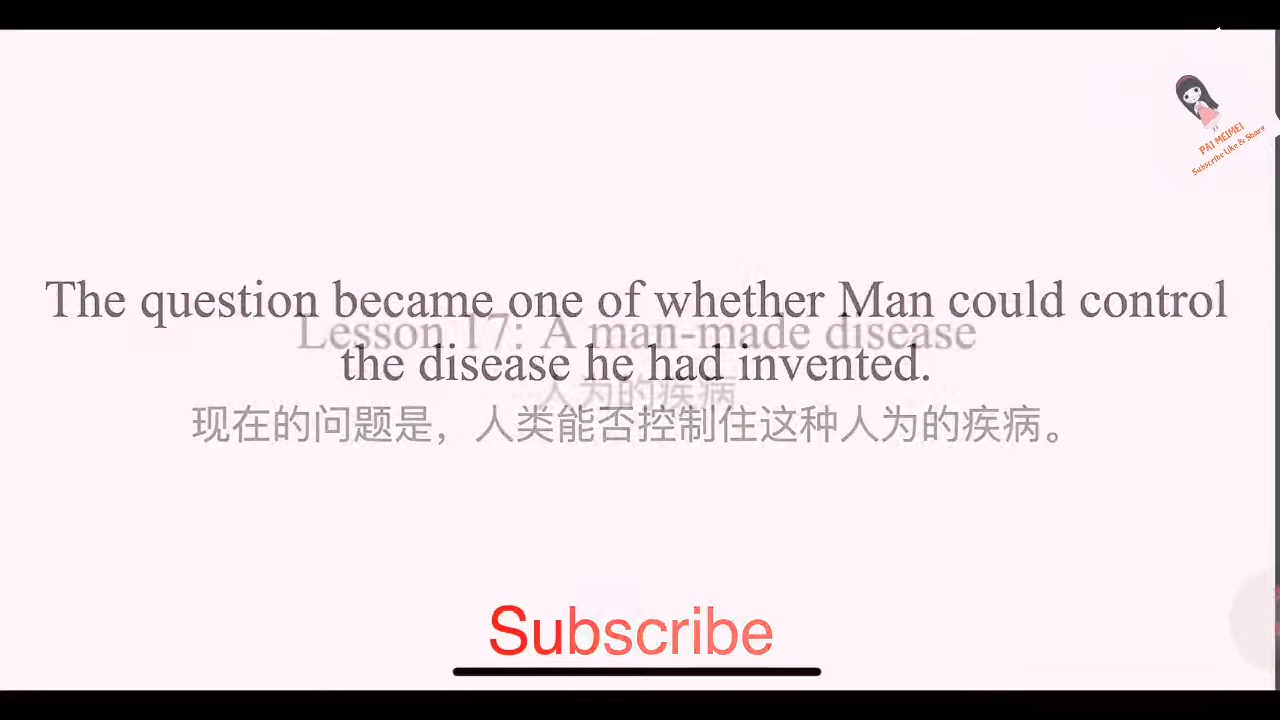 PAI MEIMEI
Subscribe Like & Share
The question became one of whether Man could control
Lesson 17: A man-made disease
the disease he had invented.
人为的疾病
现在的问题是，人类能否控制住这种人为的疾病。
Subscribe